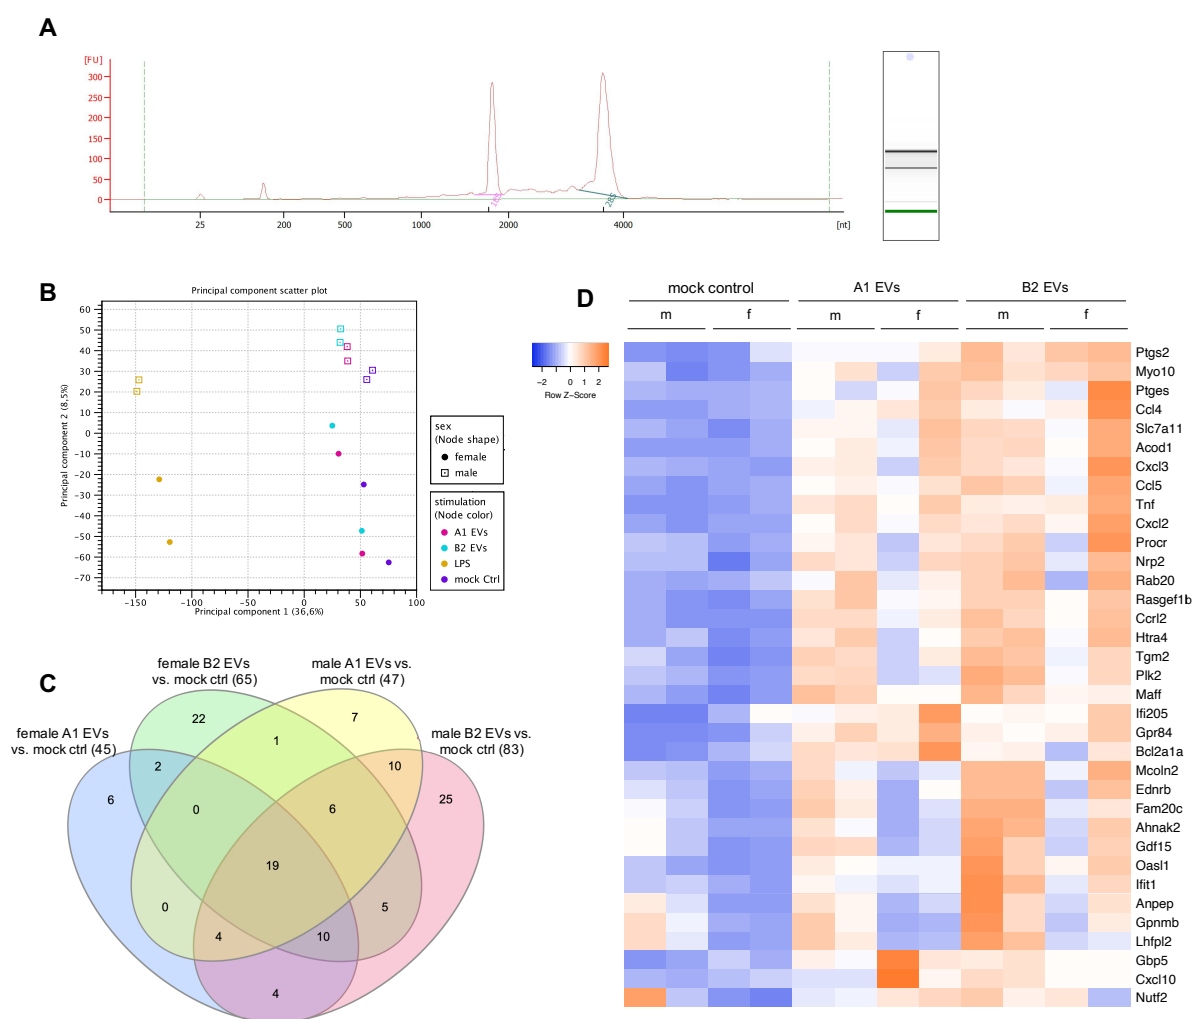 A
[FU]
300
250
200
150
100
50
0
18S
28S
25
200
500
1000
2000
4000
[nt]
B
Principal component scatter plot
Principal component 2 (8,5%)
60
50
40
30
20
10
0
−10
−20
−30
−40
−50
−60
−70
−150
−100
−50
0
50
100
Principal component 1 (36,6%)
sex
(Node shape)
female
male
stimulation
(Node color)
A1 EVs
B2 EVs
LPS
mock Ctrl
C
female B2 EVs
vs. mock ctrl (65)
male A1 EVs vs.
mock ctrl (47)
female A1 EVs
vs. mock ctrl (45)
male B2 EVs vs.
mock ctrl (83)
22
7
1
2
10
6
0
6
25
19
0
5
4
10
4
D
mock control
A1 EVs
B2 EVs
m
f
m
f
m
f
−2
0
1
2
Row Z−Score
Ptgs2
Myo10
Ptges
Ccl4
Slc7a11
Acod1
Cxcl3
Ccl5
Tnf
Cxcl2
Procr
Nrp2
Rab20
Rasgef1b
Ccrl2
Htra4
Tgm2
Plk2
Maff
Ifi205
Gpr84
Bcl2a1a
Mcoln2
Ednrb
Fam20c
Ahnak2
Gdf15
Oasl1
Ifit1
Anpep
Gpnmb
Lhfpl2
Gbp5
Cxcl10
Nutf2